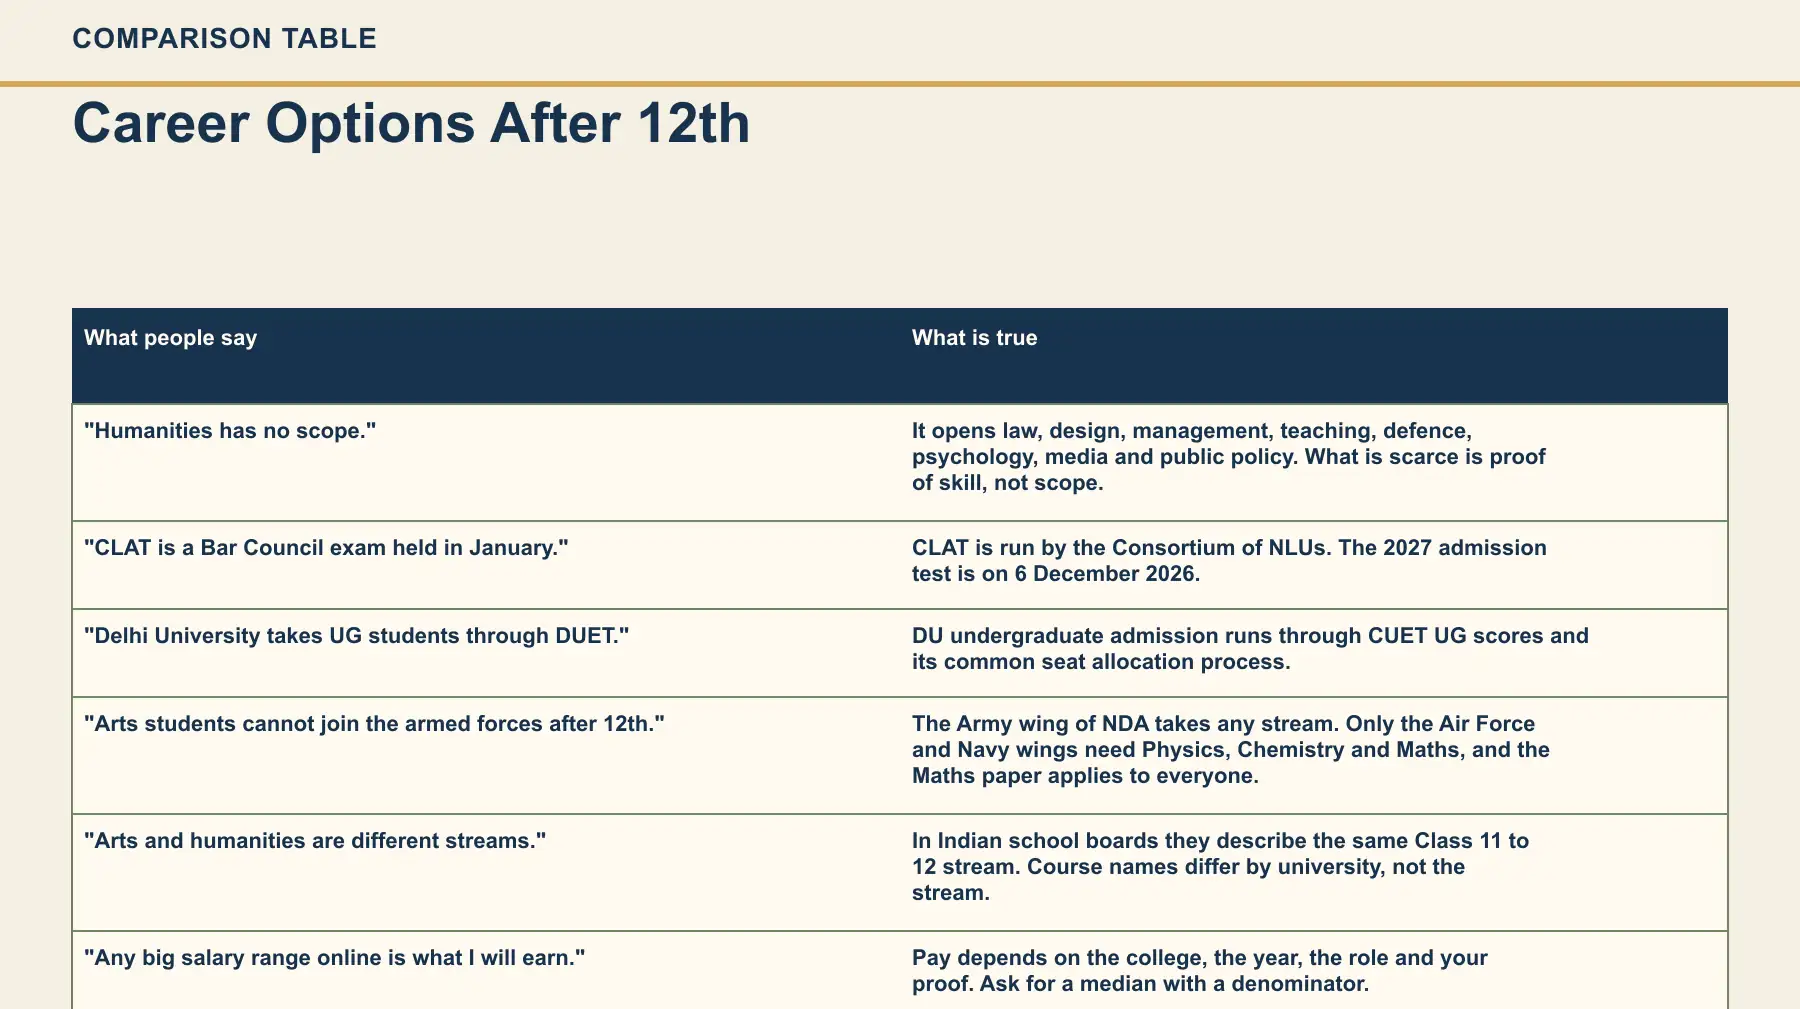 COMPARISON TABLE
Career Options After 12th
What people say
What is true
"Humanities has no scope."
It opens law, design, management, teaching, defence,
psychology, media and public policy. What is scarce is proof
of skill, not scope.
"CLAT is a Bar Council exam held in January."
CLAT is run by the Consortium of NLUs. The 2027 admission
test is on 6 December 2026.
"Delhi University takes UG students through DUET."
DU undergraduate admission runs through CUET UG scores and
its common seat allocation process.
"Arts students cannot join the armed forces after 12th."
The Army wing of NDA takes any stream. Only the Air Force
and Navy wings need Physics, Chemistry and Maths, and the
Maths paper applies to everyone.
"Arts and humanities are different streams."
In Indian school boards they describe the same Class 11 to
12 stream. Course names differ by university, not the
stream.
"Any big salary range online is what I will earn."
Pay depends on the college, the year, the role and your
proof. Ask for a median with a denominator.